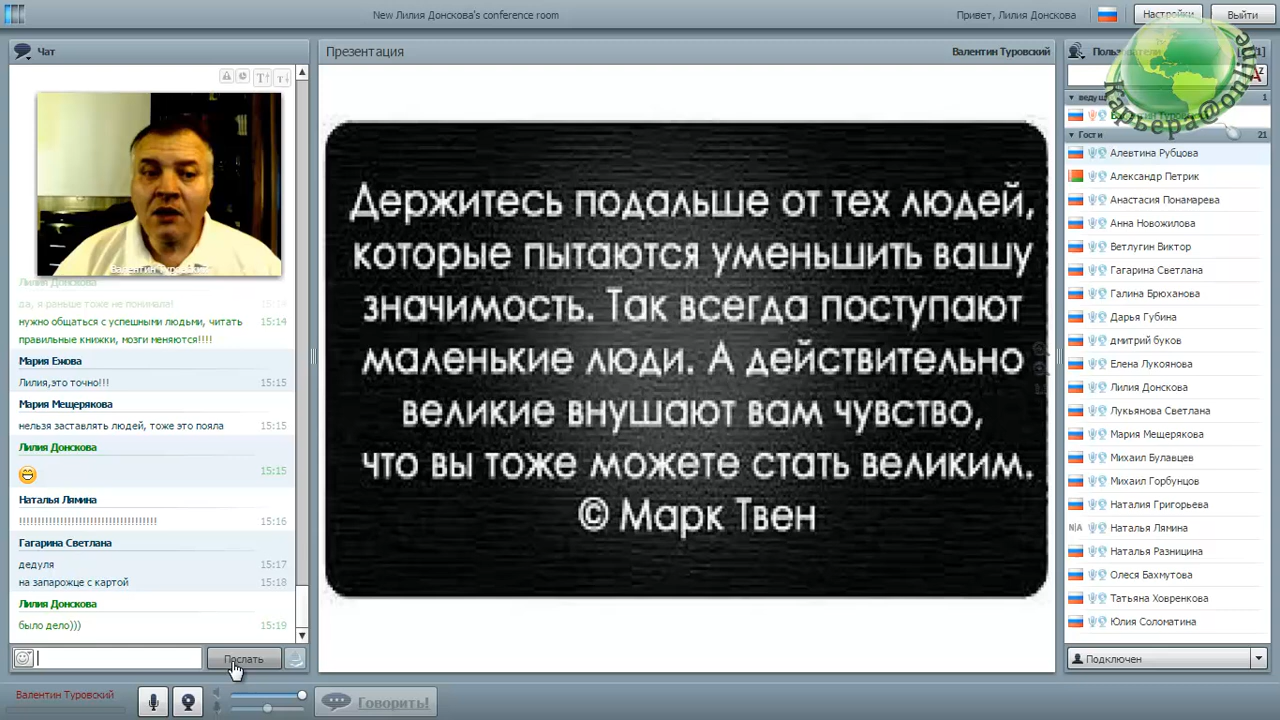 New Лилия Донскова's conference room
Привет, Лилия Донскова
Настройки
Выйти
Чат
Валентин Туровский
Лилия Донскова
да, я раньше тоже не понимала!
15:14
нужно общаться с успешными людьми, читать
правильные книжки, мозги меняются!!!!
15:14
Мария Ежова
Лилия,это точно!!!
15:15
Мария Мещерякова
нельзя заставлять людей, тоже это пояла
15:15
Лилия Донскова
15:15
Наталья Лямина
!!!!!!!!!!!!!!!!!!!!!!!!!!!!!!!!!!!!!
15:16
Гагарина Светлана
дедуля
15:17
на запарожце с картой
15:18
Лилия Донскова
было дело)))
15:19
Послать
Валентин Туровский
Говорить!
Презентация
Валентин Туровский
Держитесь подальше от тех людей,
которые пытаются уменьшить вашу
значимость. Так всегда поступают
маленькие люди. А действительно
великие внушают вам чувство,
что вы тоже можете стать великим.
© Марк Твен
Карьера@online
Гости
21
Алевтина Рубцова
Александр Петрик
Анастасия Понамарева
Анна Новожилова
Ветлугин Виктор
Гагарина Светлана
Галина Брюханова
Дарья Губина
дмитрий буков
Елена Лукоянова
Лилия Донскова
Лукьянова Светлана
Мария Мещерякова
Михаил Булавцев
Михаил Горбунцов
Наталия Григорьева
N/A Наталья Лямина
Наталья Разницина
Олеся Бахмутова
Татьяна Ховренкова
Юлия Соломатина
Подключен